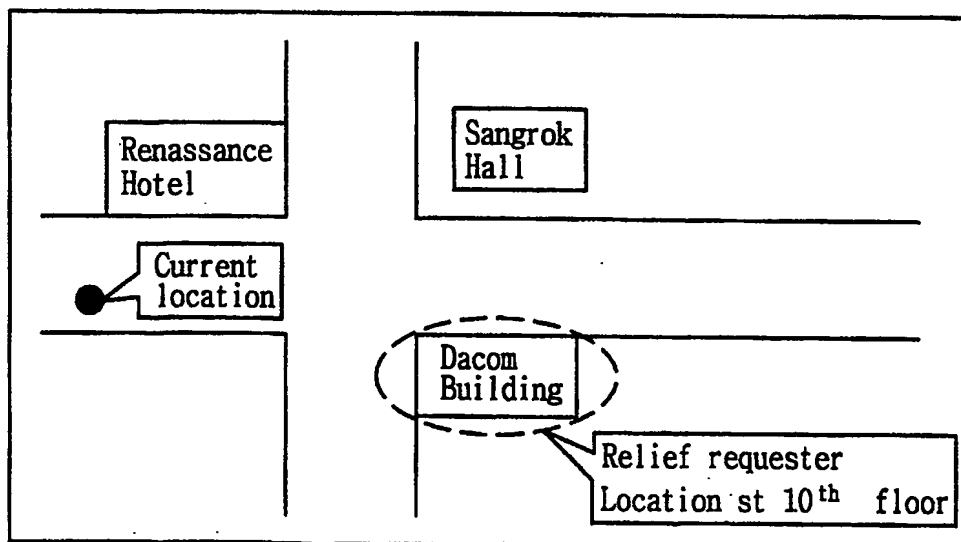 Renassance
Hotel
Sangrok
Hall
Current
location
Dacom
Building
Relief requester
Location st 10th floor